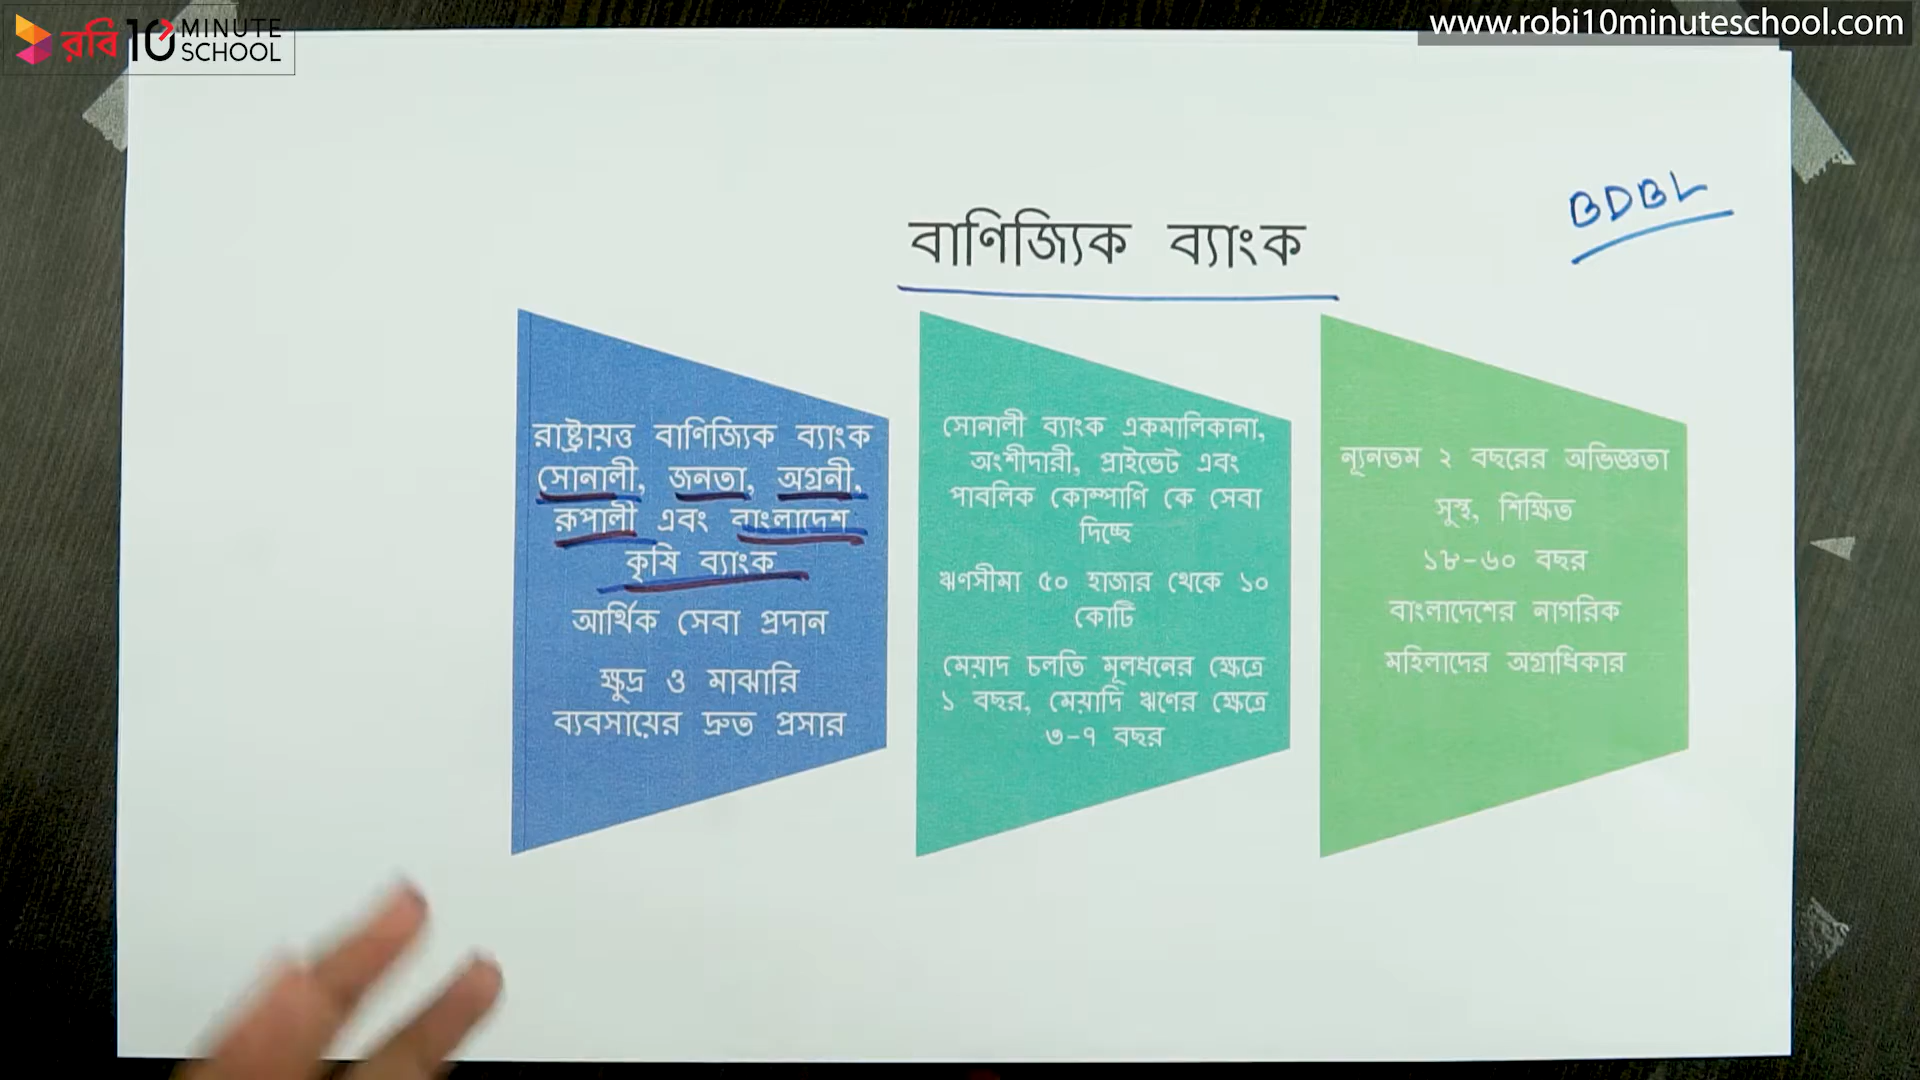 রবি 10 MINUTE SCHOOL
www.robi10minuteschool.com
BDBL
বাণিজ্যিক ব্যাংক
রাষ্ট্রায়ত্ত বাণিজ্যিক ব্যাংক
সোনালী, জনতা, অগ্রনী,
রূপালী এবং বাংলাদেশ
কৃষি ব্যাংক
আর্থিক সেবা প্রদান
ক্ষুদ্র ও মাঝারি
ব্যবসায়ের দ্রুত প্রসার
সোনালী ব্যাংক একমালিকানা,
অংশীদারী, প্রাইভেট এবং
পাবলিক কোম্পাণি কে সেবা
দিচ্ছে
ঋণসীমা ৫০ হাজার থেকে ১০
কোটি
মেয়াদ চলতি মূলধনের ক্ষেত্রে
১ বছর, মেয়াদি ঋণের ক্ষেত্রে
৩-৭ বছর
ন্যূনতম ২ বছরের অভিজ্ঞতা
সুস্থ, শিক্ষিত
১৮-৬০ বছর
বাংলাদেশের নাগরিক
মহিলাদের অগ্রাধিকার